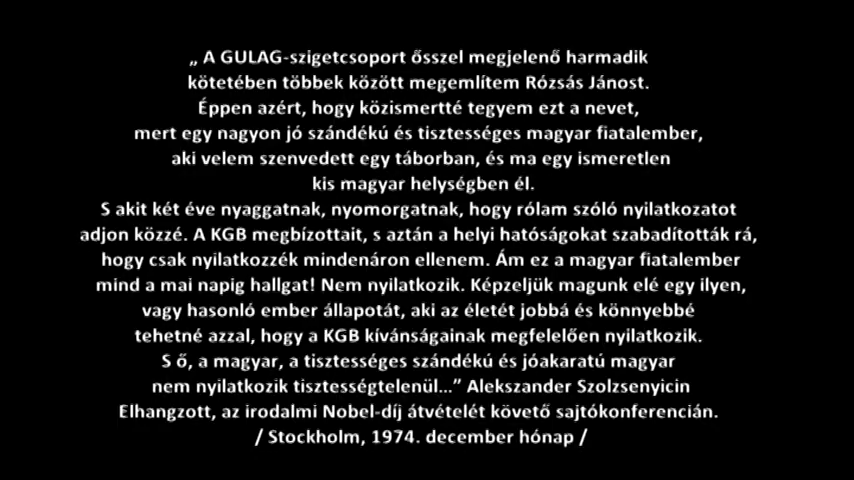 „ A GULAG-szigetcsoport ősszel megjelenő harmadik
kötetében többek között megemlítem Rózsás Jánost.
Éppen azért, hogy közismertté tegyem ezt a nevet,
mert egy nagyon jó szándékú és tisztességes magyar fiatalember,
aki velem szenvedett egy táborban, és ma egy ismeretlen
kis magyar helységben él.
S akit két éve nyaggatnak, nyomorgatnak, hogy rólam szóló nyilatkozatot
adjon közzé. A KGB megbízottait, s aztán a helyi hatóságokat szabadították rá,
hogy csak nyilatkozzék mindenáron ellenem. Ám ez a magyar fiatalember
mind a mai napig hallgat! Nem nyilatkozik. Képzeljük magunk elé egy ilyen,
vagy hasonló ember állapotát, aki az életét jobbá és könnyebbé
tehetné azzal, hogy a KGB kívánságainak megfelelően nyilatkozik.
S ő, a magyar, a tisztességes szándékú és jóakaratú magyar
nem nyilatkozik tisztességtelenül...” Alekszander Szolzsenyicin
Elhangzott, az irodalmi Nobel-díj átvételét követő sajtókonferencián.
/ Stockholm, 1974. december hónap /